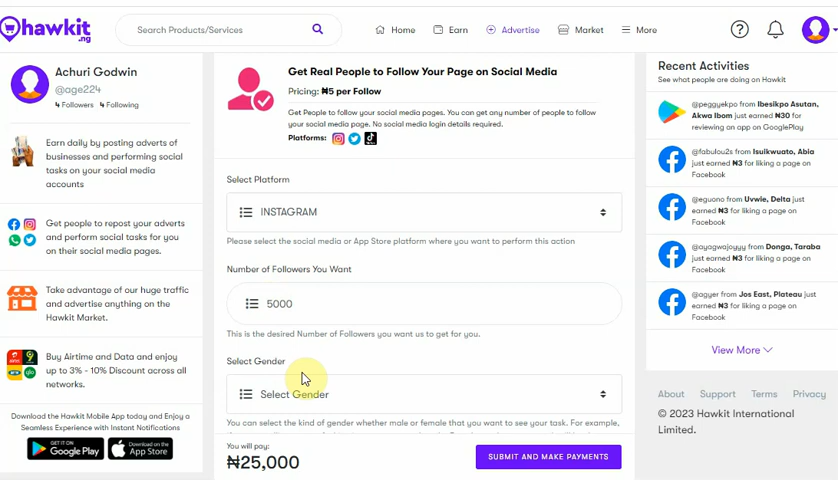 hawkit
.ng
Search Products/Services
Home
Earn
Advertise
Market
More
Achuri Godwin
@age224
4 Followers 4 Following
Earn daily by posting adverts of
businesses and performing social
tasks on your social media
accounts
Get people to repost your adverts
and perform social tasks for you
on their social media pages.
Take advantage of our huge traffic
and advertise anything on the
Hawkit Market.
Buy Airtime and Data and enjoy
up to 3% - 10% Discount across all
networks.
Download the Hawkit Mobile App today and Enjoy a
Seamless Experience with Instant Notifications
GET IT ON
Google Play
Download on the
App Store
Get Real People to Follow Your Page on Social Media
Pricing: ₦5 per Follow
Get People to follow your social media pages. You can get any number of people to follow
your social media page. No social media login details required.
Platforms:
Select Platform
INSTAGRAM
Please select the social media or App Store platform where you want to perform this action
Number of Followers You Want
5000
This is the desired Number of Followers you want us to get for you.
Select Gender
Select Gender
You can select the kind of gender whether male or female that you want to see your task. For example,
You will pay:
₦25,000
SUBMIT AND MAKE PAYMENTS
Recent Activities
See what people are doing on Hawkit
@peggyekpo from Ibesikpo Asutan,
Akwa Ibom just earned ₦30 for
reviewing an app on GooglePlay
@fabulou2s from Isuikwuato, Abia
just earned ₦3 for liking a page on
Facebook
@eguono from Uvwie, Delta just
earned ₦3 for liking a page on
Facebook
@ayagwajoyyy from Donga, Taraba
just earned ₦3 for liking a page on
Facebook
@agyer from Jos East, Plateau just
earned ₦3 for liking a page on
Facebook
View More
About Support Terms Privacy
© 2023 Hawkit International
Limited.